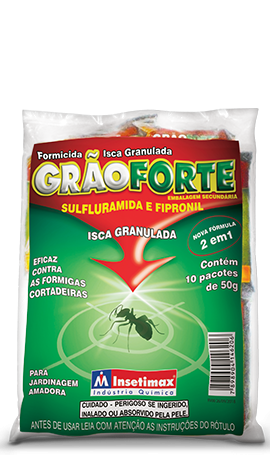 Formicida Isca Granulada
GRÃOFORTE
EMBALAGEM SECUNDÁRIA
SULFLURAMIDA E FIPRONIL
ISCA GRANULADA
NOVA FÓRMULA
2 em 1
EFICAZ
CONTRA
AS FORMIGAS
CORTADEIRAS
Contém
10 pacotes
de 50g
PARA
JARDINAGEM
AMADORA
M Insetimax
Indústria Química
CUIDADO - PERIGOSO SE INGERIDO,
INALADO OU ABSORVIDO PELA PELE.
ANTES DE USAR LEIA COM ATENÇÃO AS INSTRUÇÕES DO RÓTULO